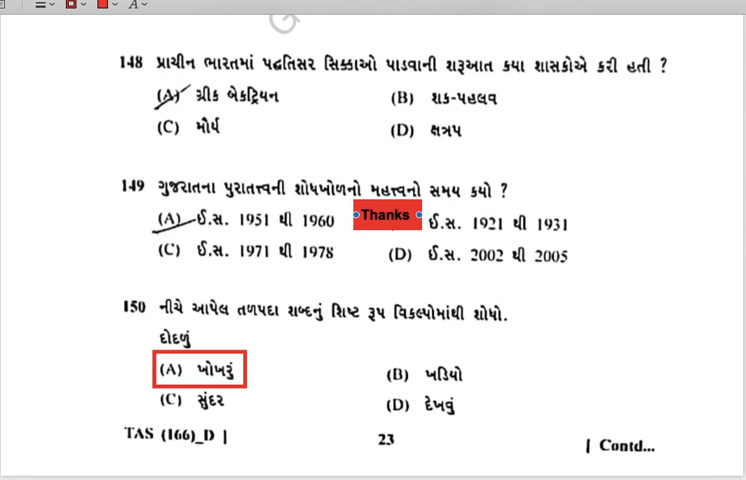 A
G
148 પ્રાચીન ભારતમાં પદ્ધતિસર સિક્કાઓ પાડવાની શરૂઆત કયા શાસકોએ કરી હતી ?
(A) ગ્રીક બેકટ્રિયન (B) શક-પહલવ
(C) મૌર્ય (D) ક્ષત્રપ
149 ગુજરાતના પુરાતત્ત્વની શોધખોળનો મહત્ત્વનો સમય કયો ?
(A) ઈ.સ. 1951 થી 1960 Thanks ઈ.સ. 1921 થી 1931
(C) ઈ.સ. 1971 થી 1978 (D) ઈ.સ. 2002 થી 2005
150 નીચે આપેલ તળપદા શબ્દનું શિષ્ટ રૂપ વિકલ્પોમાંથી શોધો.
દોદળું
(A) ખોખરું (B) ખડિયો
(C) સુંદર (D) દેખવું
TAS (166)_D | 23 | Contd...